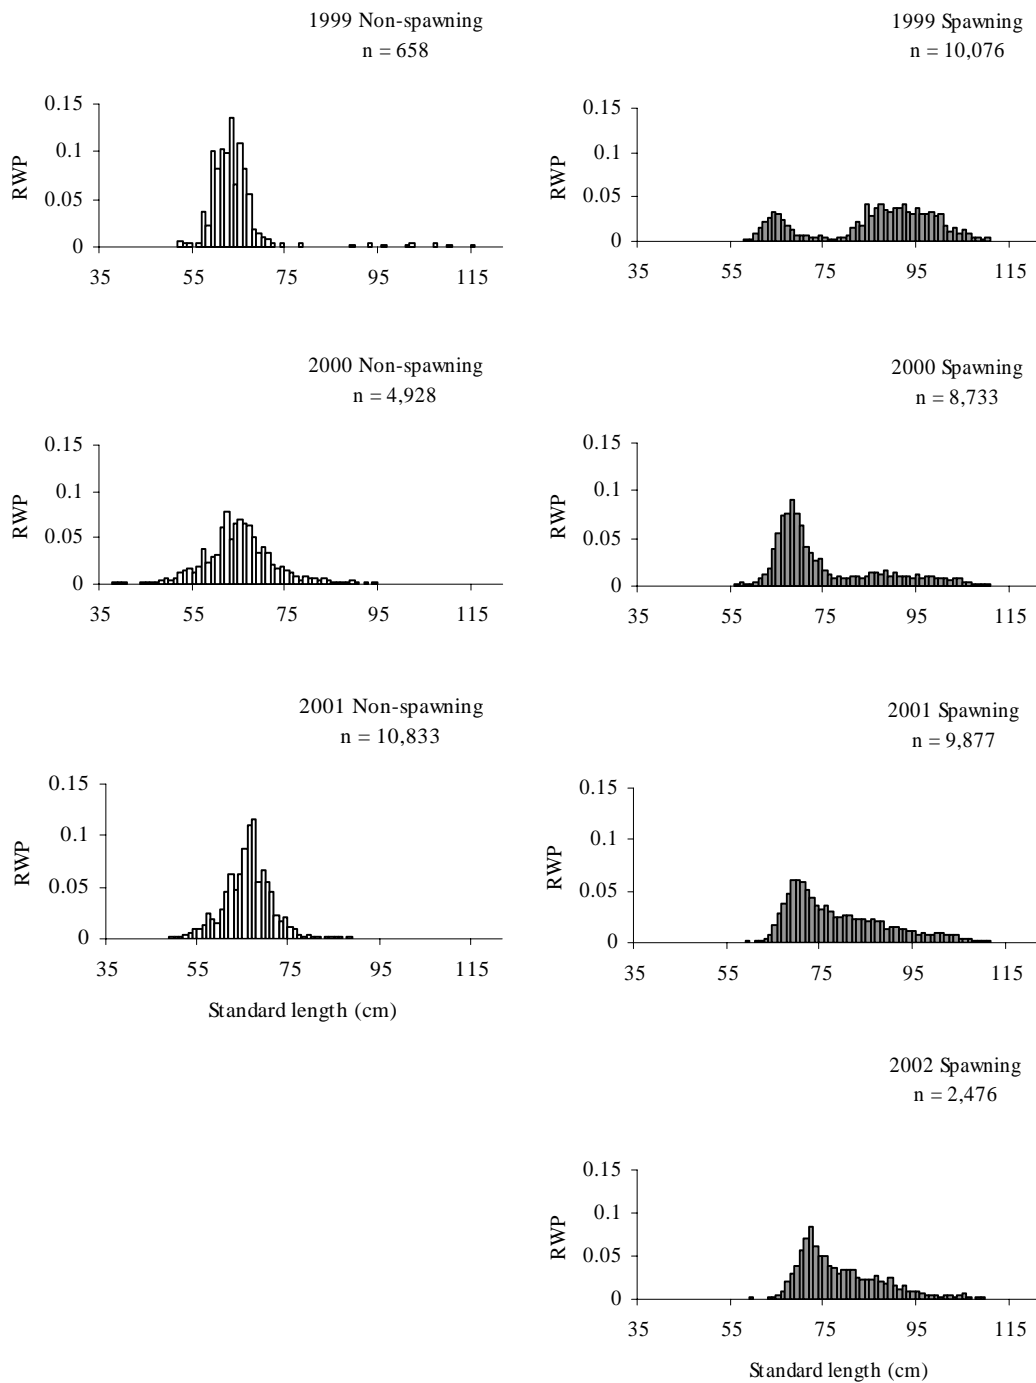 1999 Non-spawning
n = 658
0.15
0.1
0.05
0
RWP
35 55 75 95 115
1999 Spawning
n = 10,076
0.15
0.1
0.05
0
RWP
35 55 75 95 115
2000 Non-spawning
n = 4,928
0.15
0.1
0.05
0
RWP
35 55 75 95 115
2000 Spawning
n = 8,733
0.15
0.1
0.05
0
RWP
35 55 75 95 115
2001 Non-spawning
n = 10,833
0.15
0.1
0.05
0
RWP
35 55 75 95 115
Standard length (cm)
2001 Spawning
n = 9,877
0.15
0.1
0.05
0
RWP
35 55 75 95 115
2002 Spawning
n = 2,476
0.15
0.1
0.05
0
RWP
35 55 75 95 115
Standard length (cm)